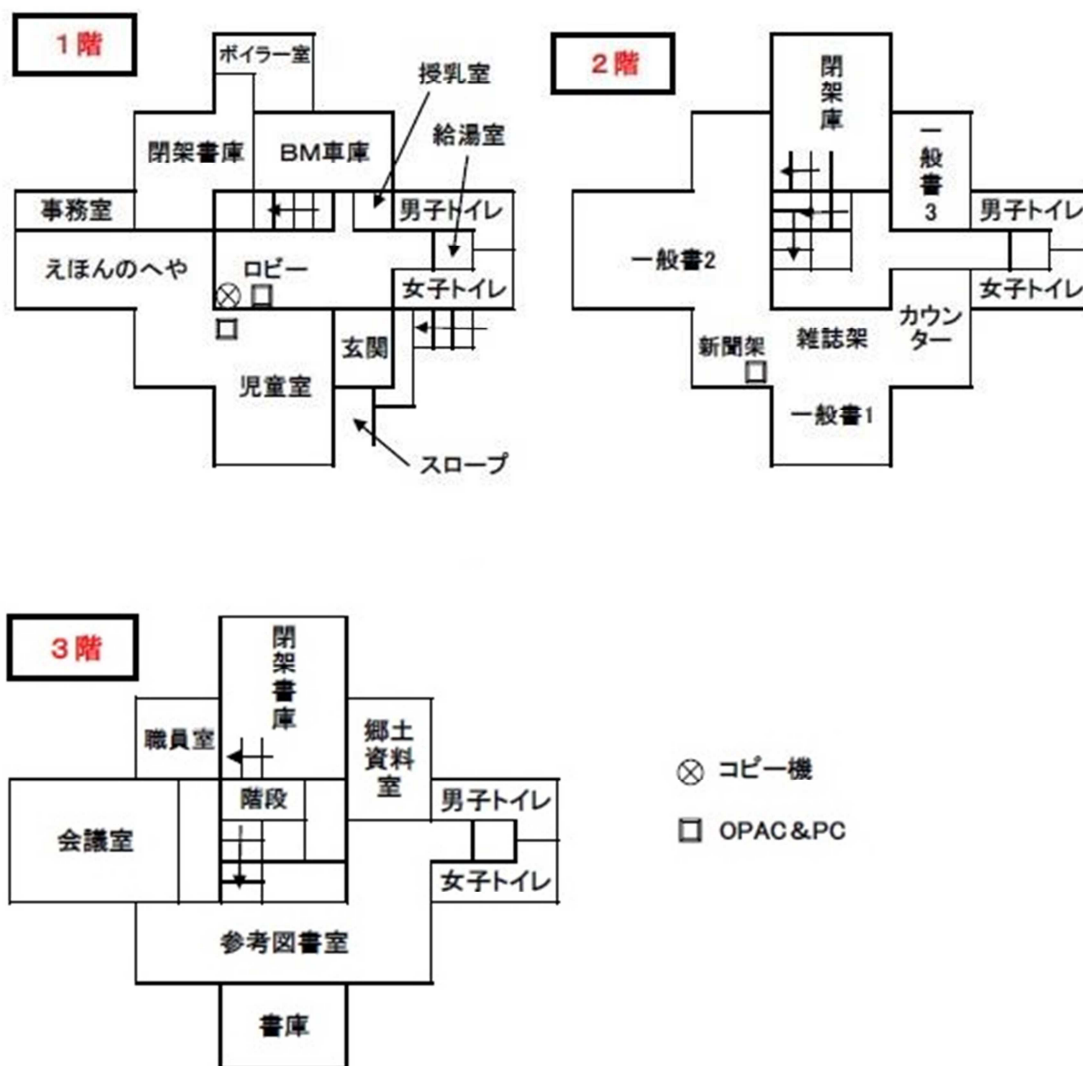 1階
ボイラー室
授乳室
給湯室
閉架書庫
BM車庫
事務室
男子トイレ
えほんのへや
ロビー
女子トイレ
玄関
児童室
スロープ
2階
閉架庫
一般書3
男子トイレ
一般書2
女子トイレ
カウン
ター
新聞架
雑誌架
一般書1
3階
閉架書庫
職員室
郷土
資料
室
階段
男子トイレ
会議室
女子トイレ
参考図書室
書庫
コピー機
OPAC&PC